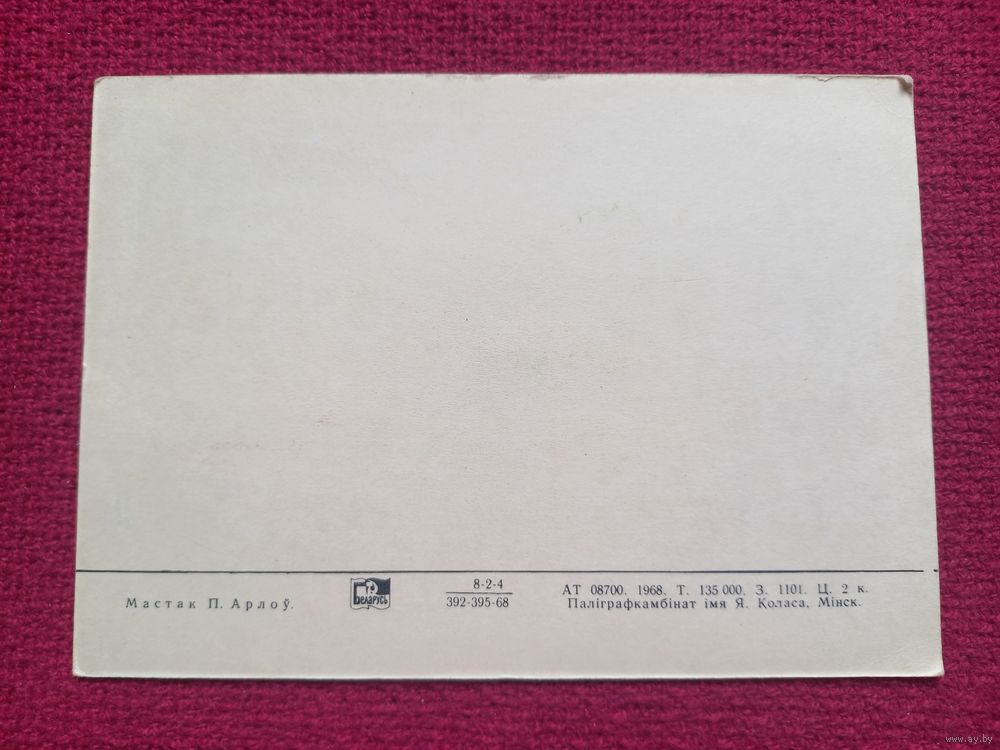 Мастак П. Арлоў.
Беларусь
8-2-4
392-395-68
АТ 08700. 1968. Т. 135 000. З. 1101. Ц. 2 к.
Паліграфкамбінат імя Я. Коласа, Мінск.
www.ay.by